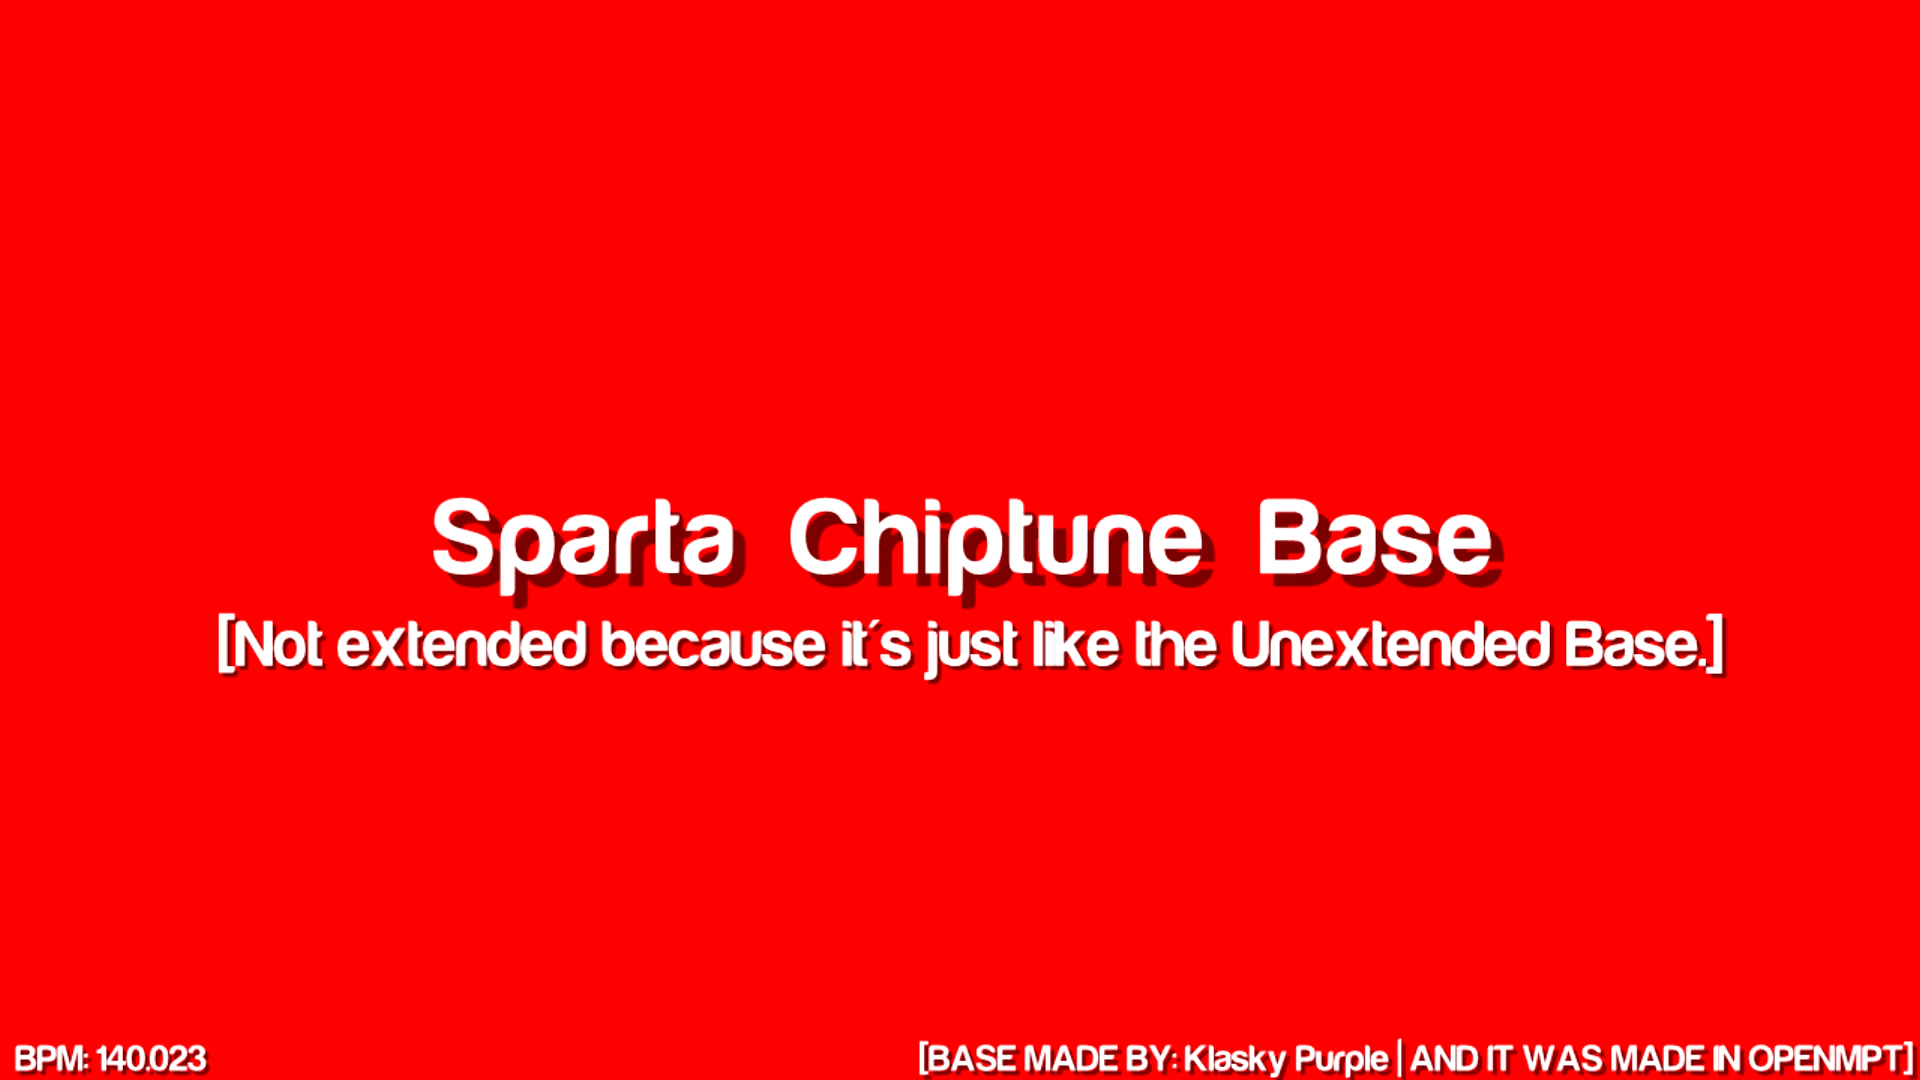 Sparta Chiptune Base
[Not extended because it´s just like the Unextended Base.]
BPM: 140.023
[BASE MADE BY: Klasky Purple | AND IT WAS MADE IN OPENMPT]